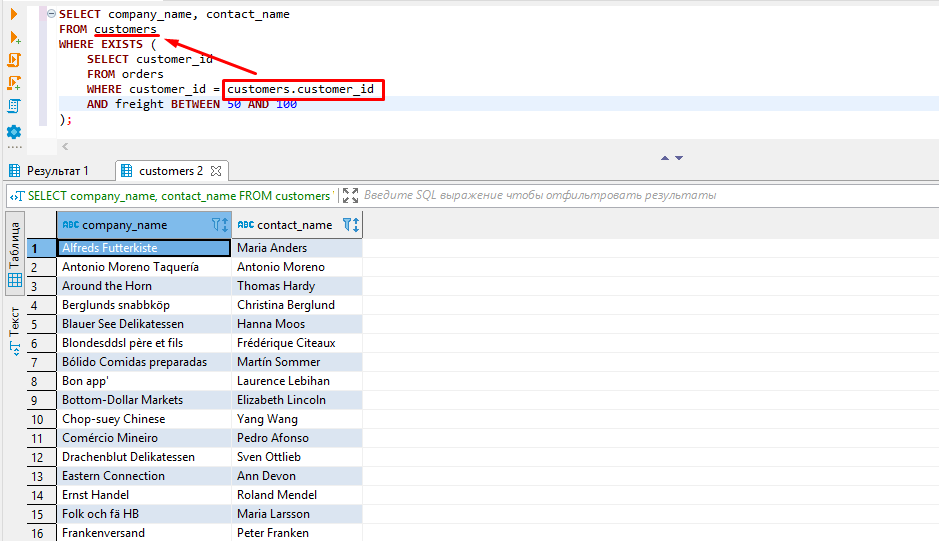 SELECT company_name, contact_name
FROM customers
WHERE EXISTS (
SELECT customer_id
FROM orders
WHERE customer_id = customers.customer_id
AND freight BETWEEN 50 AND 100
);
Результат 1
customers 2
SELECT company_name, contact_name FROM customers
Введите SQL выражение чтобы отфильтровать результаты
Таблица
Текст
ABC company_name ABC contact_name
1 Alfreds Futterkiste Maria Anders
2 Antonio Moreno Taquería Antonio Moreno
3 Around the Horn Thomas Hardy
4 Berglunds snabbköp Christina Berglund
5 Blauer See Delikatessen Hanna Moos
6 Blondesddsl père et fils Frédérique Citeaux
7 Bólido Comidas preparadas Martín Sommer
8 Bon app' Laurence Lebihan
9 Bottom-Dollar Markets Elizabeth Lincoln
10 Chop-suey Chinese Yang Wang
11 Comércio Mineiro Pedro Afonso
12 Drachenblut Delikatessen Sven Ottlieb
13 Eastern Connection Ann Devon
14 Ernst Handel Roland Mendel
15 Folk och fä HB Maria Larsson
16 Frankenversand Peter Franken